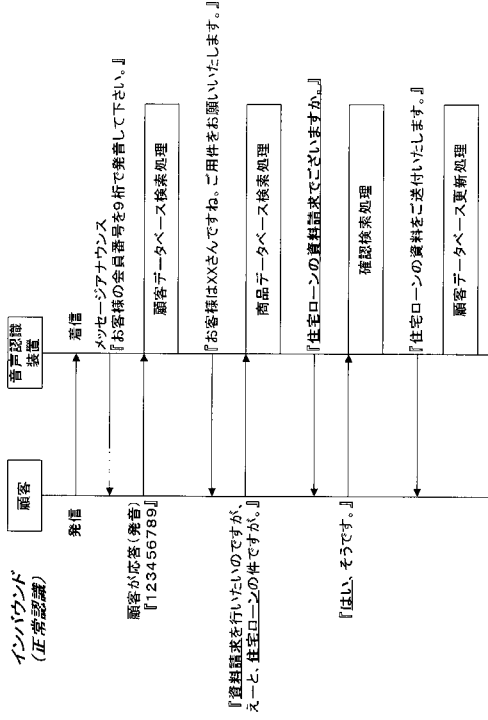 インバウンド
(正常認識)
顧客
音声認識
装置
発信
着信
メッセージアナウンス
『お客様の会員番号を9桁で発音して下さい。』
顧客が応答(発音)
『123456789』
顧客データベース検索処理
『お客様はXXさんですね。ご用件をお願いいたします。』
『資料請求を行いたいのですが、
えーと、住宅ローンの件ですが。』
商品データベース検索処理
『住宅ローンの資料請求でございますか。』
『はい、そうです。』
確認検索処理
『住宅ローンの資料をご送付いたします。』
顧客データベース更新処理